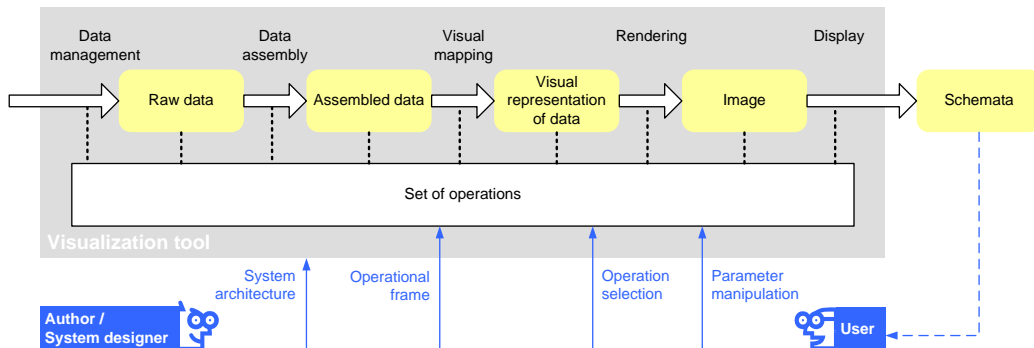 Data
management
Data
assembly
Visual
mapping
Rendering
Display
Raw data
Assembled data
Visual
representation
of data
Image
Schemata
Set of operations
Visualization tool
System
architecture
Operational
frame
Operation
selection
Parameter
manipulation
Author /
System designer
User